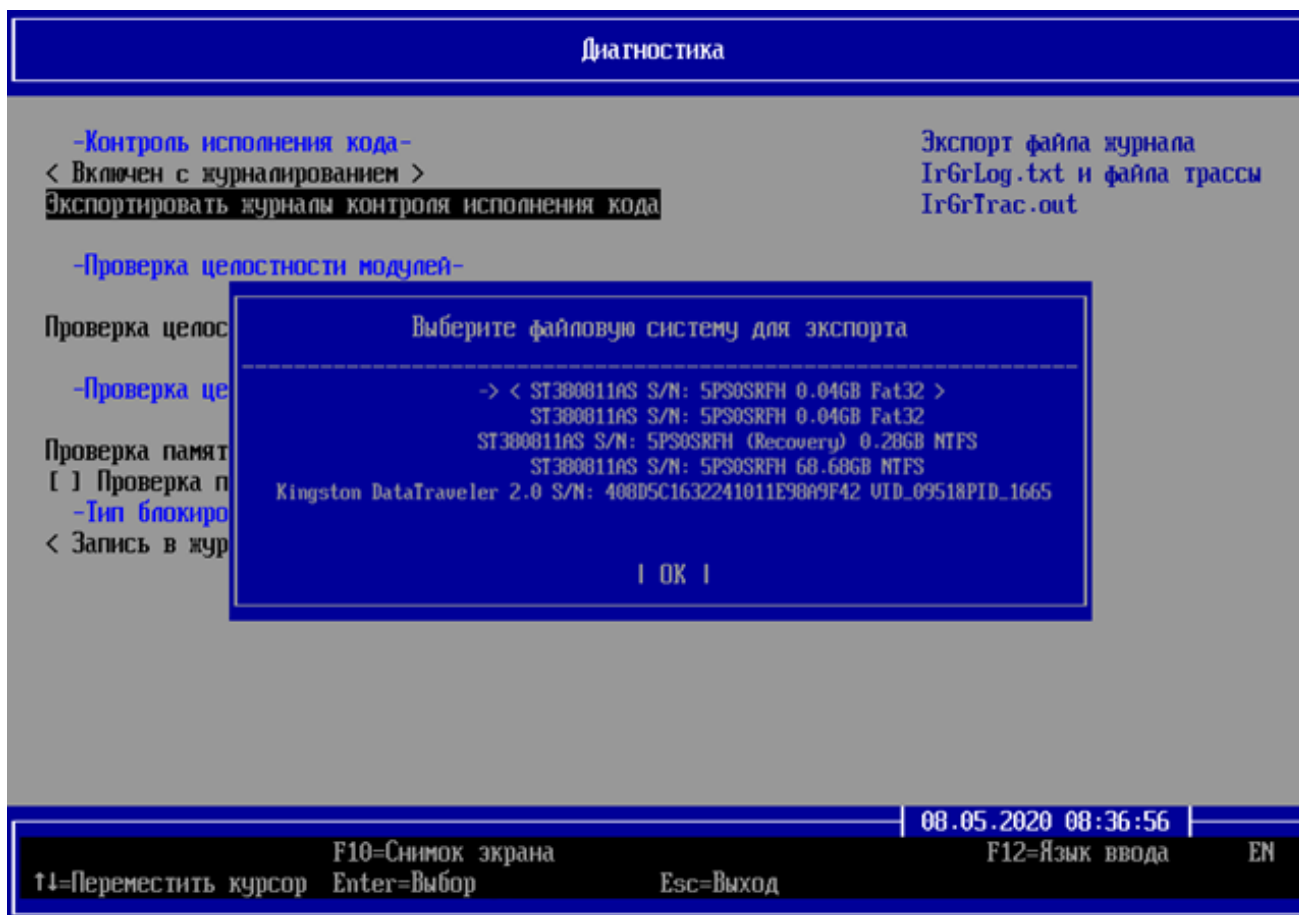 Диагностика
-Контроль исполнения кода-
< Включен с журналированием >
Экспортировать журналы контроля исполнения кода
Экспорт файла журнала
IrGrLog.txt и файла трассы
IrGrTrac.out
-Проверка целостности модулей-
Проверка целос
-Проверка це
Проверка памят
[ ] Проверка п
-Тип блокиро
< Запись в жур
Выберите файловую систему для экспорта
-> < ST380811AS S/N: 5PS0SRFH 0.04GB Fat32 >
ST380811AS S/N: 5PS0SRFH 0.04GB Fat32
ST380811AS S/N: 5PS0SRFH (Recovery) 0.28GB NTFS
ST380811AS S/N: 5PS0SRFH 68.68GB NTFS
Kingston DataTraveler 2.0 S/N: 408D5C1632241011E98A9F42 VID_0951&PID_1665
| OK |
08.05.2020 08:36:56
F10=Снимок экрана F12=Язык ввода EN
↑↓=Переместить курсор Enter=Выбор Esc=Выход